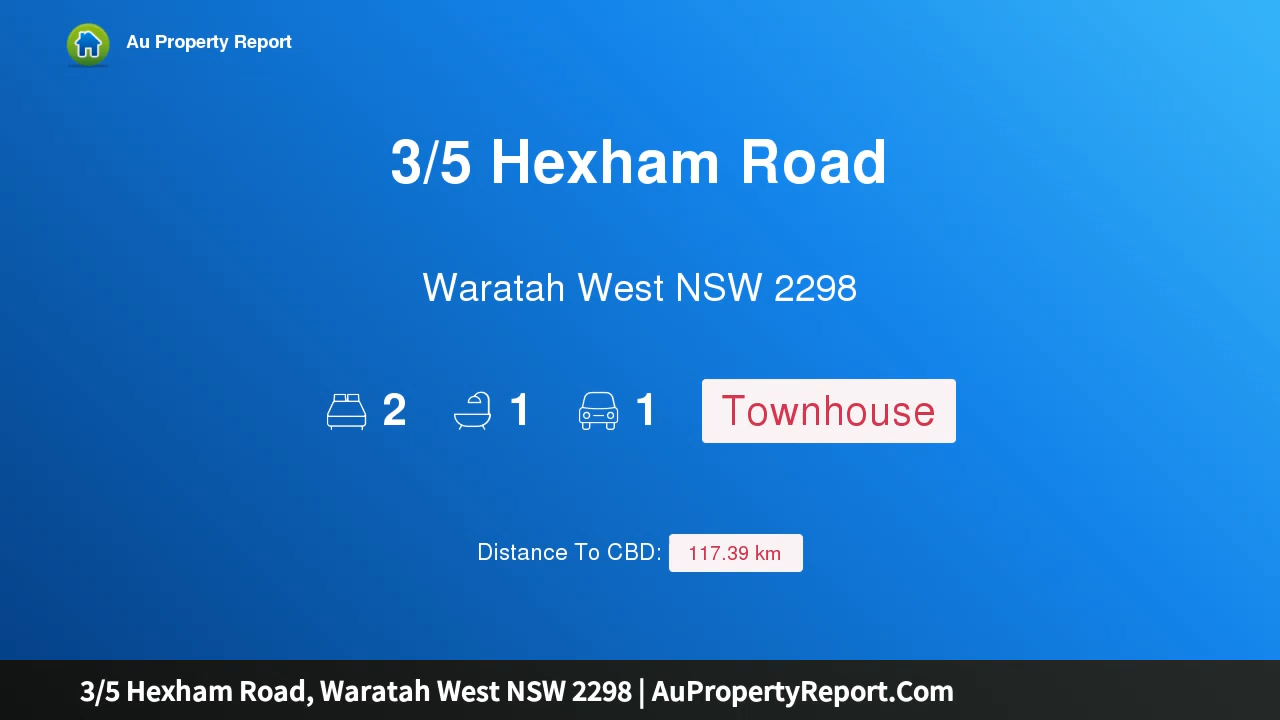 Au Property Report
3/5 Hexham Road
Waratah West NSW 2298
2 1 1 Townhouse
Distance To CBD: 117.39 km
3/5 Hexham Road, Waratah West NSW 2298 | AuPropertyReport.Com